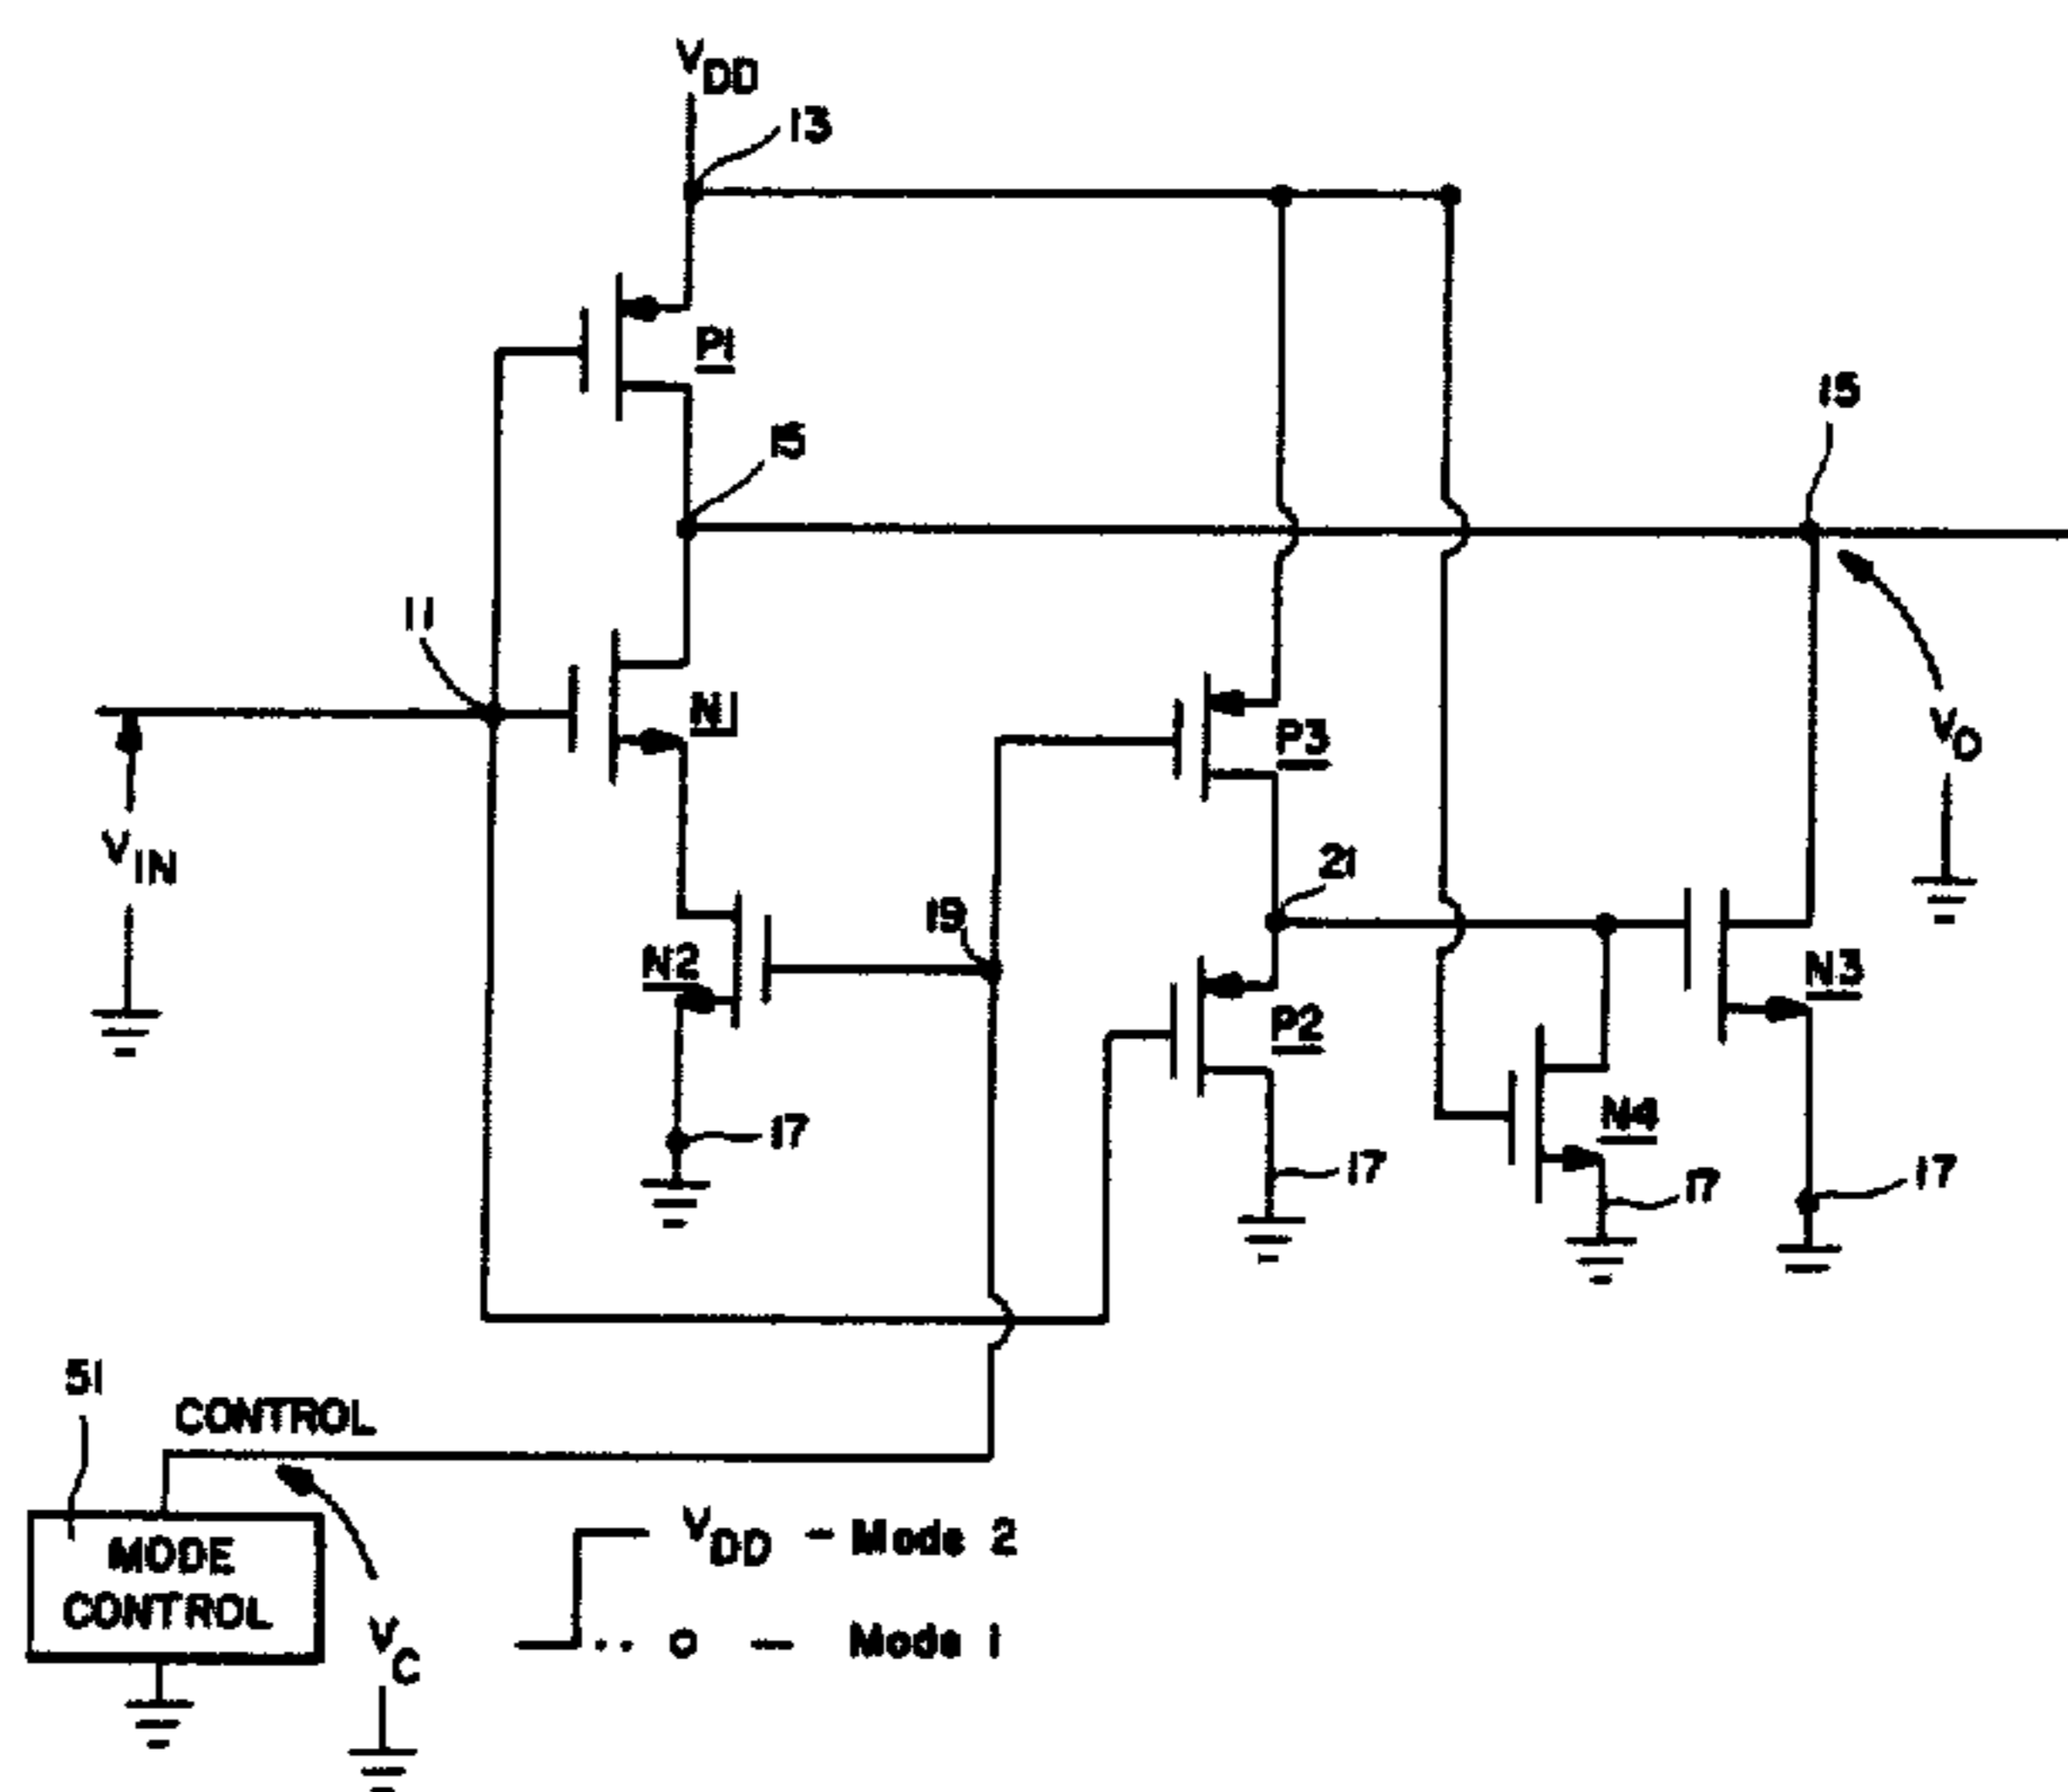 VDD
13
P1
15
15
11
N1
P3
VO
VIN
21
19
N2
N3
P2
N4
17
17
17
17
51
CONTROL
MODE
CONTROL
VC
VDD - Mode 2
O - Mode 1